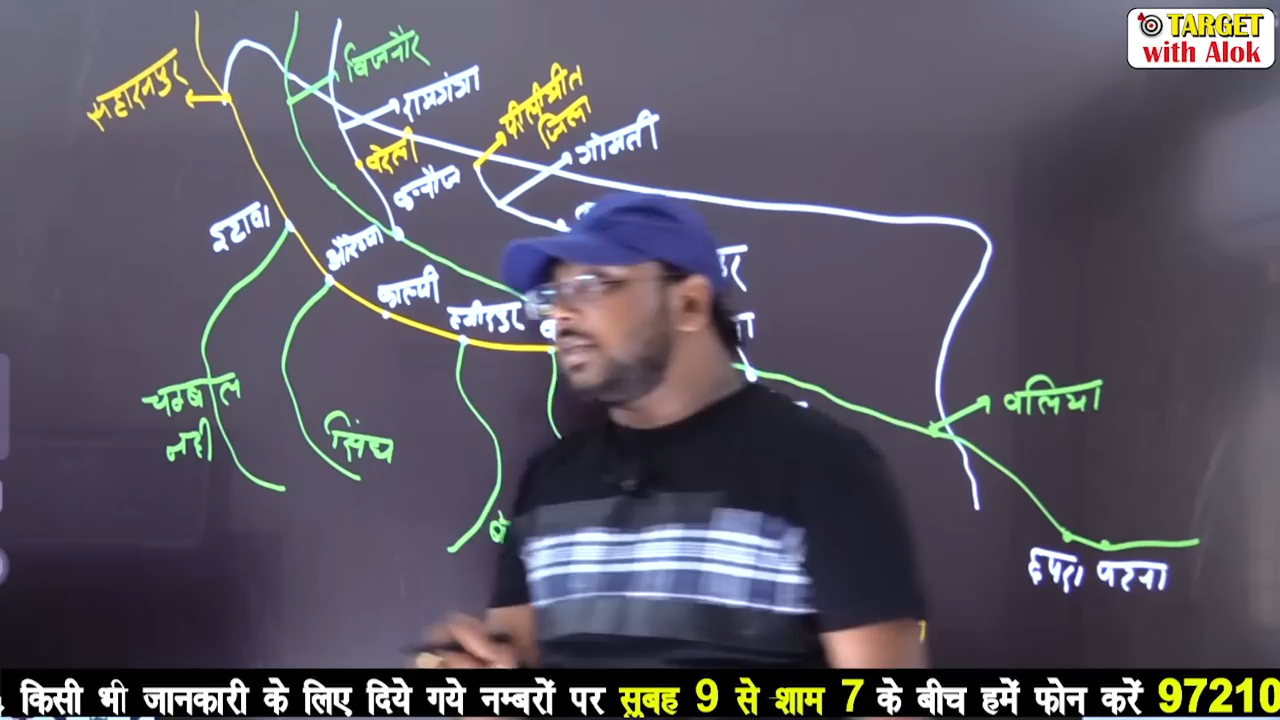 TARGET
with Alok
सहारनपुर
बिजनौर
रामगंगा
पीलीभीत
जिला
गोमती
बरेली
कन्नौज
इटावा
औरैया
काल्पी
हमीरपुर
चम्बल
नदी
सिंध
बलिया
छपरा पटना
किसी भी जानकारी के लिए दिये गये नम्बरों पर सुबह 9 से शाम 7 के बीच हमें फोन करें 97210